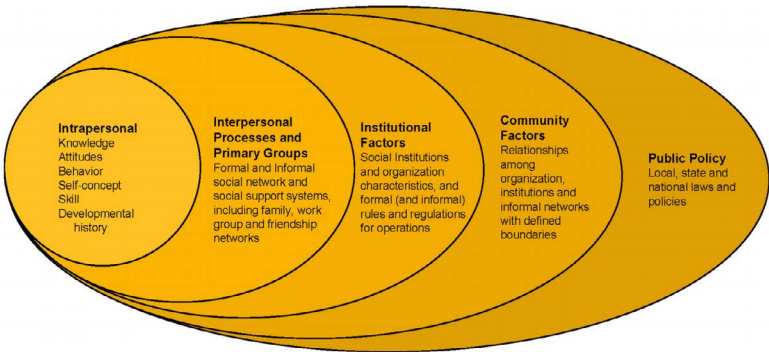 Intrapersonal
Knowledge
Attitudes
Behavior
Self-concept
Skill
Developmental
history
Interpersonal
Processes and
Primary Groups
Formal and Informal
social network and
social support systems,
including family, work
group and friendship
networks
Institutional
Factors
Social Institutions
and organization
characteristics, and
formal (and informal)
rules and regulations
for operations
Community
Factors
Relationships
among
organization,
institutions and
informal networks
with defined
boundaries
Public Policy
Local, state and
national laws and
policies